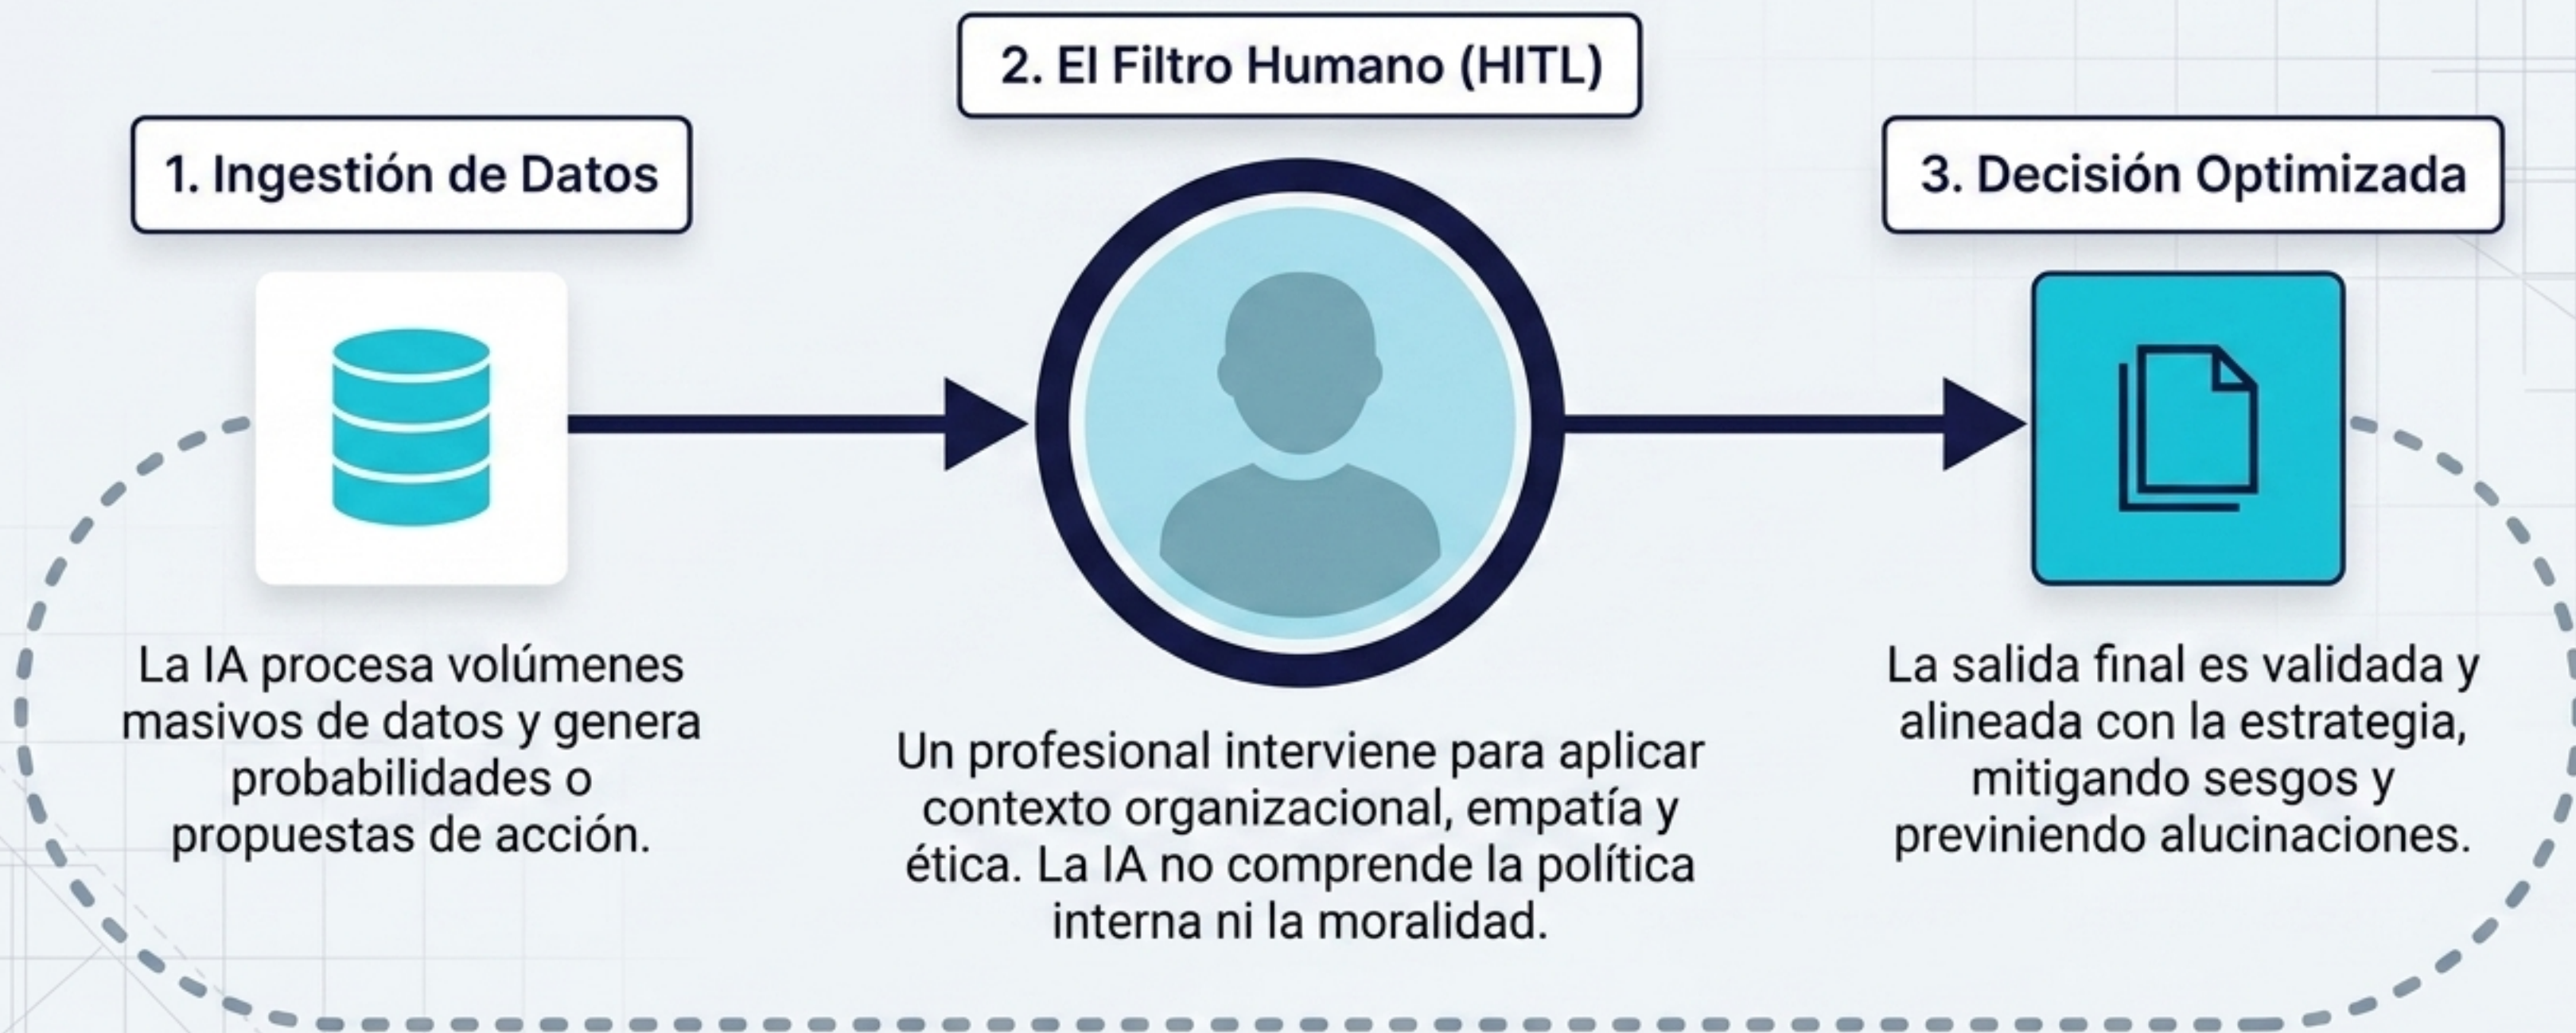 1. Ingestión de Datos
La IA procesa volúmenes
masivos de datos y genera
probabilidades o
propuestas de acción.
2. El Filtro Humano (HITL)
Un profesional interviene para aplicar
contexto organizacional, empatía y
ética. La IA no comprende la política
interna ni la moralidad.
3. Decisión Optimizada
La salida final es validada y
alineada con la estrategia,
mitigando sesgos y
previniendo alucinaciones.